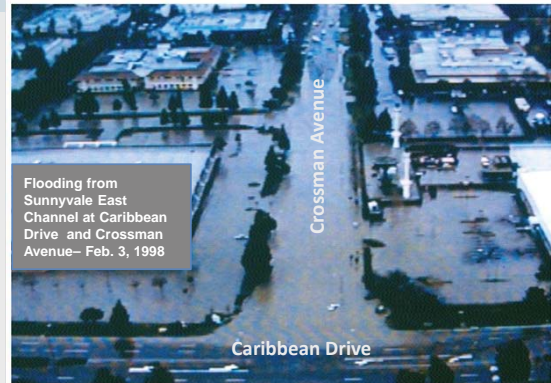 Crossman Avenue
Flooding from
Sunnyvale East
Channel at Caribbean
Drive and Crossman
Avenue– Feb. 3, 1998
Caribbean Drive